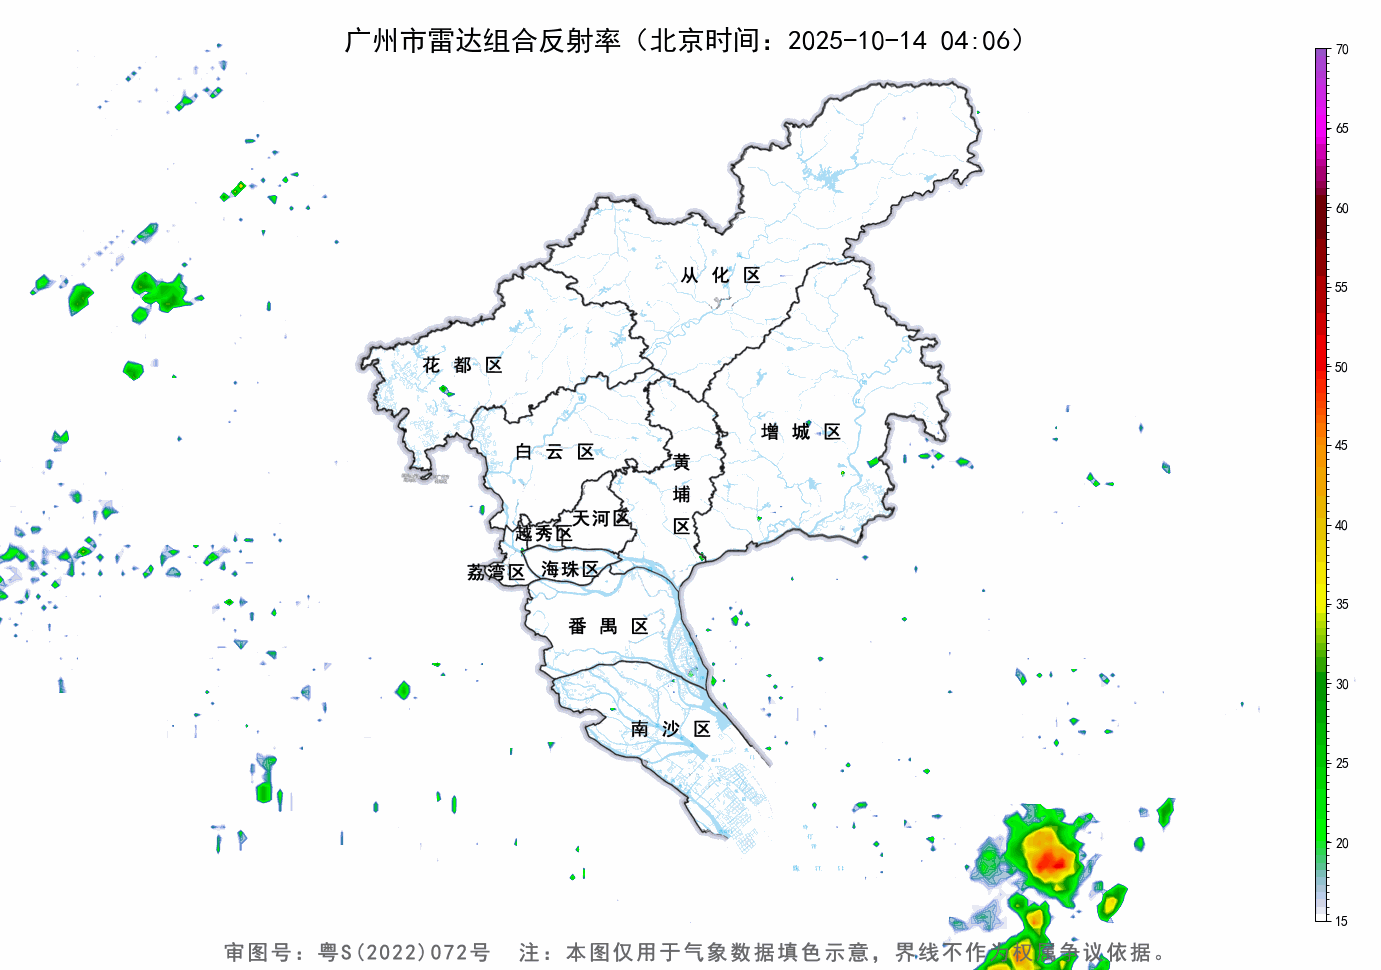 广州市雷达组合反射率（北京时间：2025-10-14 04:06）
70
65
60
55
50
45
40
35
30
25
20
15
从化区
花都区
增城区
白云区
黄埔区
天河区
越秀区
荔湾区
海珠区
番禺区
南沙区
审图号：粤S(2022)072号 注：本图仅用于气象数据填色示意，界线不作为权属争议依据。